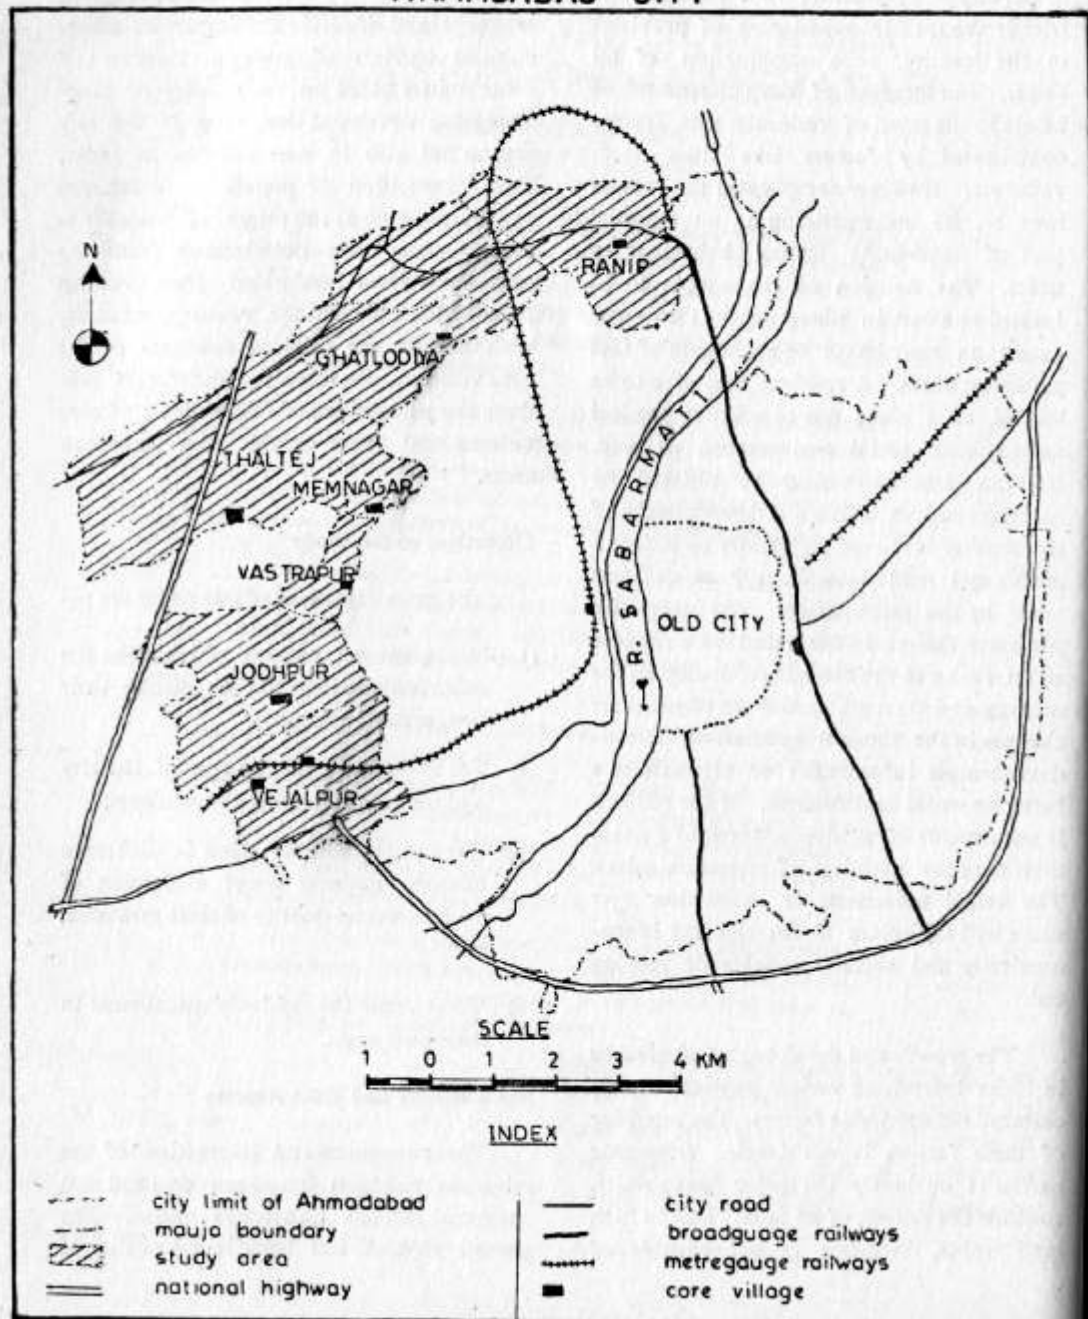 N
RANIP
GHATLODIA
THALTEJ
MEMNAGAR
VASTRAPUR
R. SABARMATI
OLD CITY
JODHPUR
VEJALPUR
SCALE
1 0 1 2 4 KM
INDEX
city limit of Ahmadabad
mauja boundary
study area
national highway
city road
broadguage railways
metregauge railways
core village